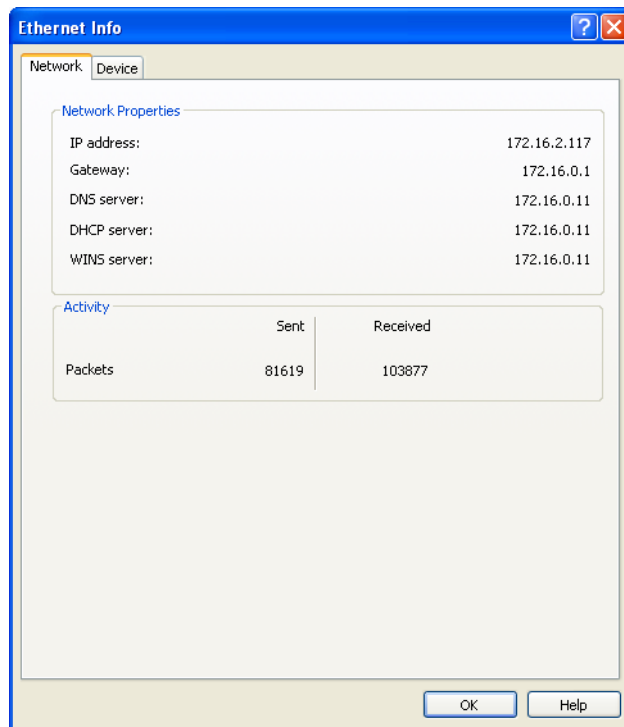 Ethernet Info
Network Device
Network Properties
IP address: 172.16.2.117
Gateway: 172.16.0.1
DNS server: 172.16.0.11
DHCP server: 172.16.0.11
WINS server: 172.16.0.11
Activity
Sent Received
Packets 81619 103877
OK Help